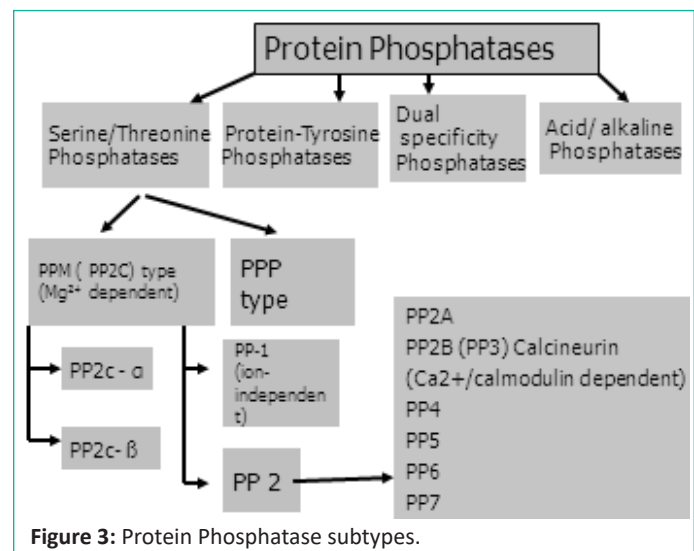 Protein Phosphatases
Serine/Threonine
Phosphatases
Protein-Tyrosine
Phosphatases
Dual
specificity
Phosphatases
Acid/ alkaline
Phosphatases
PPM ( PP2C) type
(Mg²⁺ dependent)
PPP
type
PP2c - α
PP2c- ß
PP-1
(ion-
independen
t)
PP 2
PP2A
PP2B (PP3) Calcineurin
(Ca2+/calmodulin dependent)
PP4
PP5
PP6
PP7
Figure 3: Protein Phosphatase subtypes.